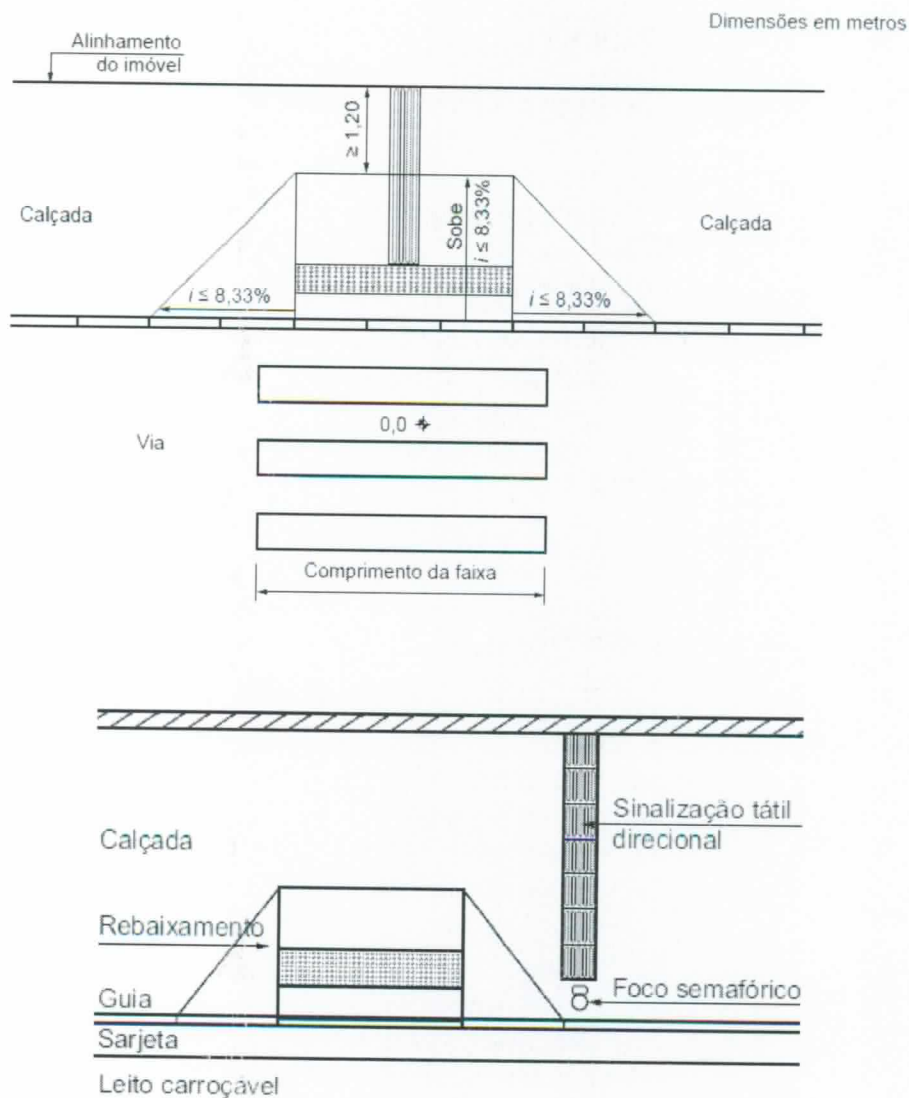 Dimensões em metros
Alinhamento
do imóvel
≥ 1,20
Calçada
Sobe
i ≤ 8,33%
Calçada
i ≤ 8,33%
i ≤ 8,33%
Via
0,0
Comprimento da faixa
Calçada
Sinalização tátil
direcional
Rebaixamento
Guia
Foco semafórico
Sarjeta
Leito carroçável